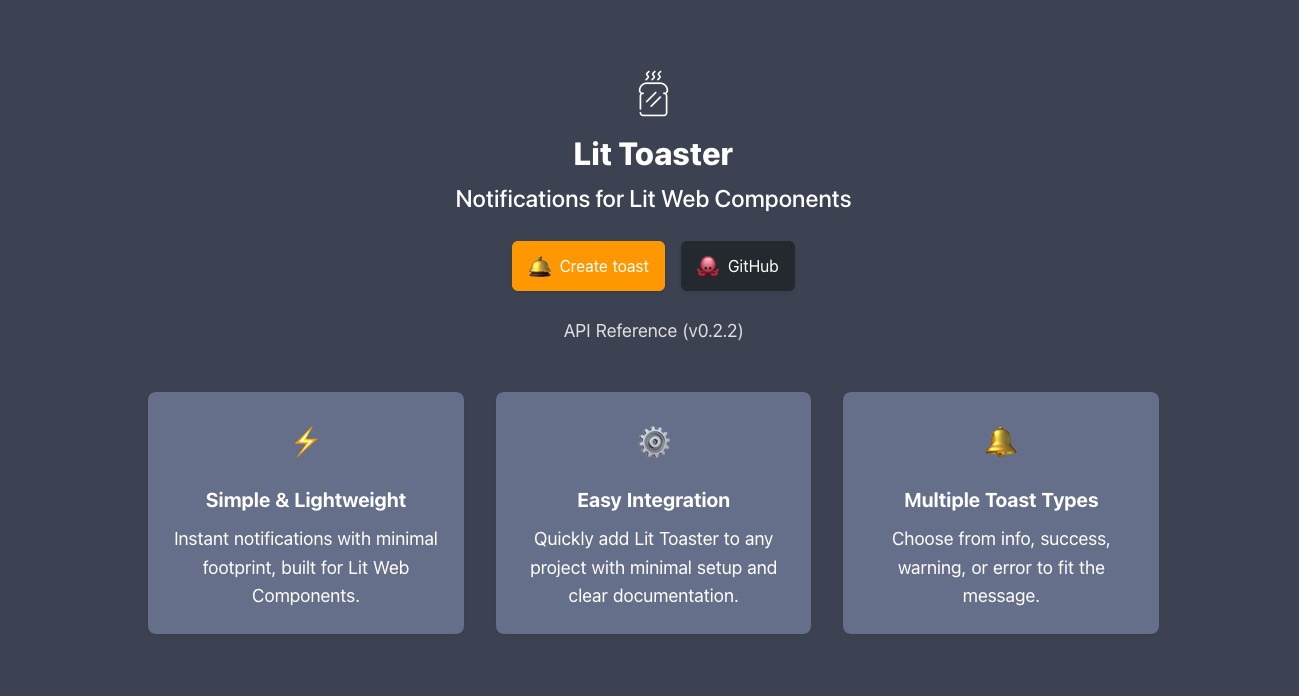 Lit Toaster
Notifications for Lit Web Components
Create toast
GitHub
API Reference (v0.2.2)
Simple & Lightweight
Instant notifications with minimal
footprint, built for Lit Web
Components.
Easy Integration
Quickly add Lit Toaster to any
project with minimal setup and
clear documentation.
Multiple Toast Types
Choose from info, success,
warning, or error to fit the
message.